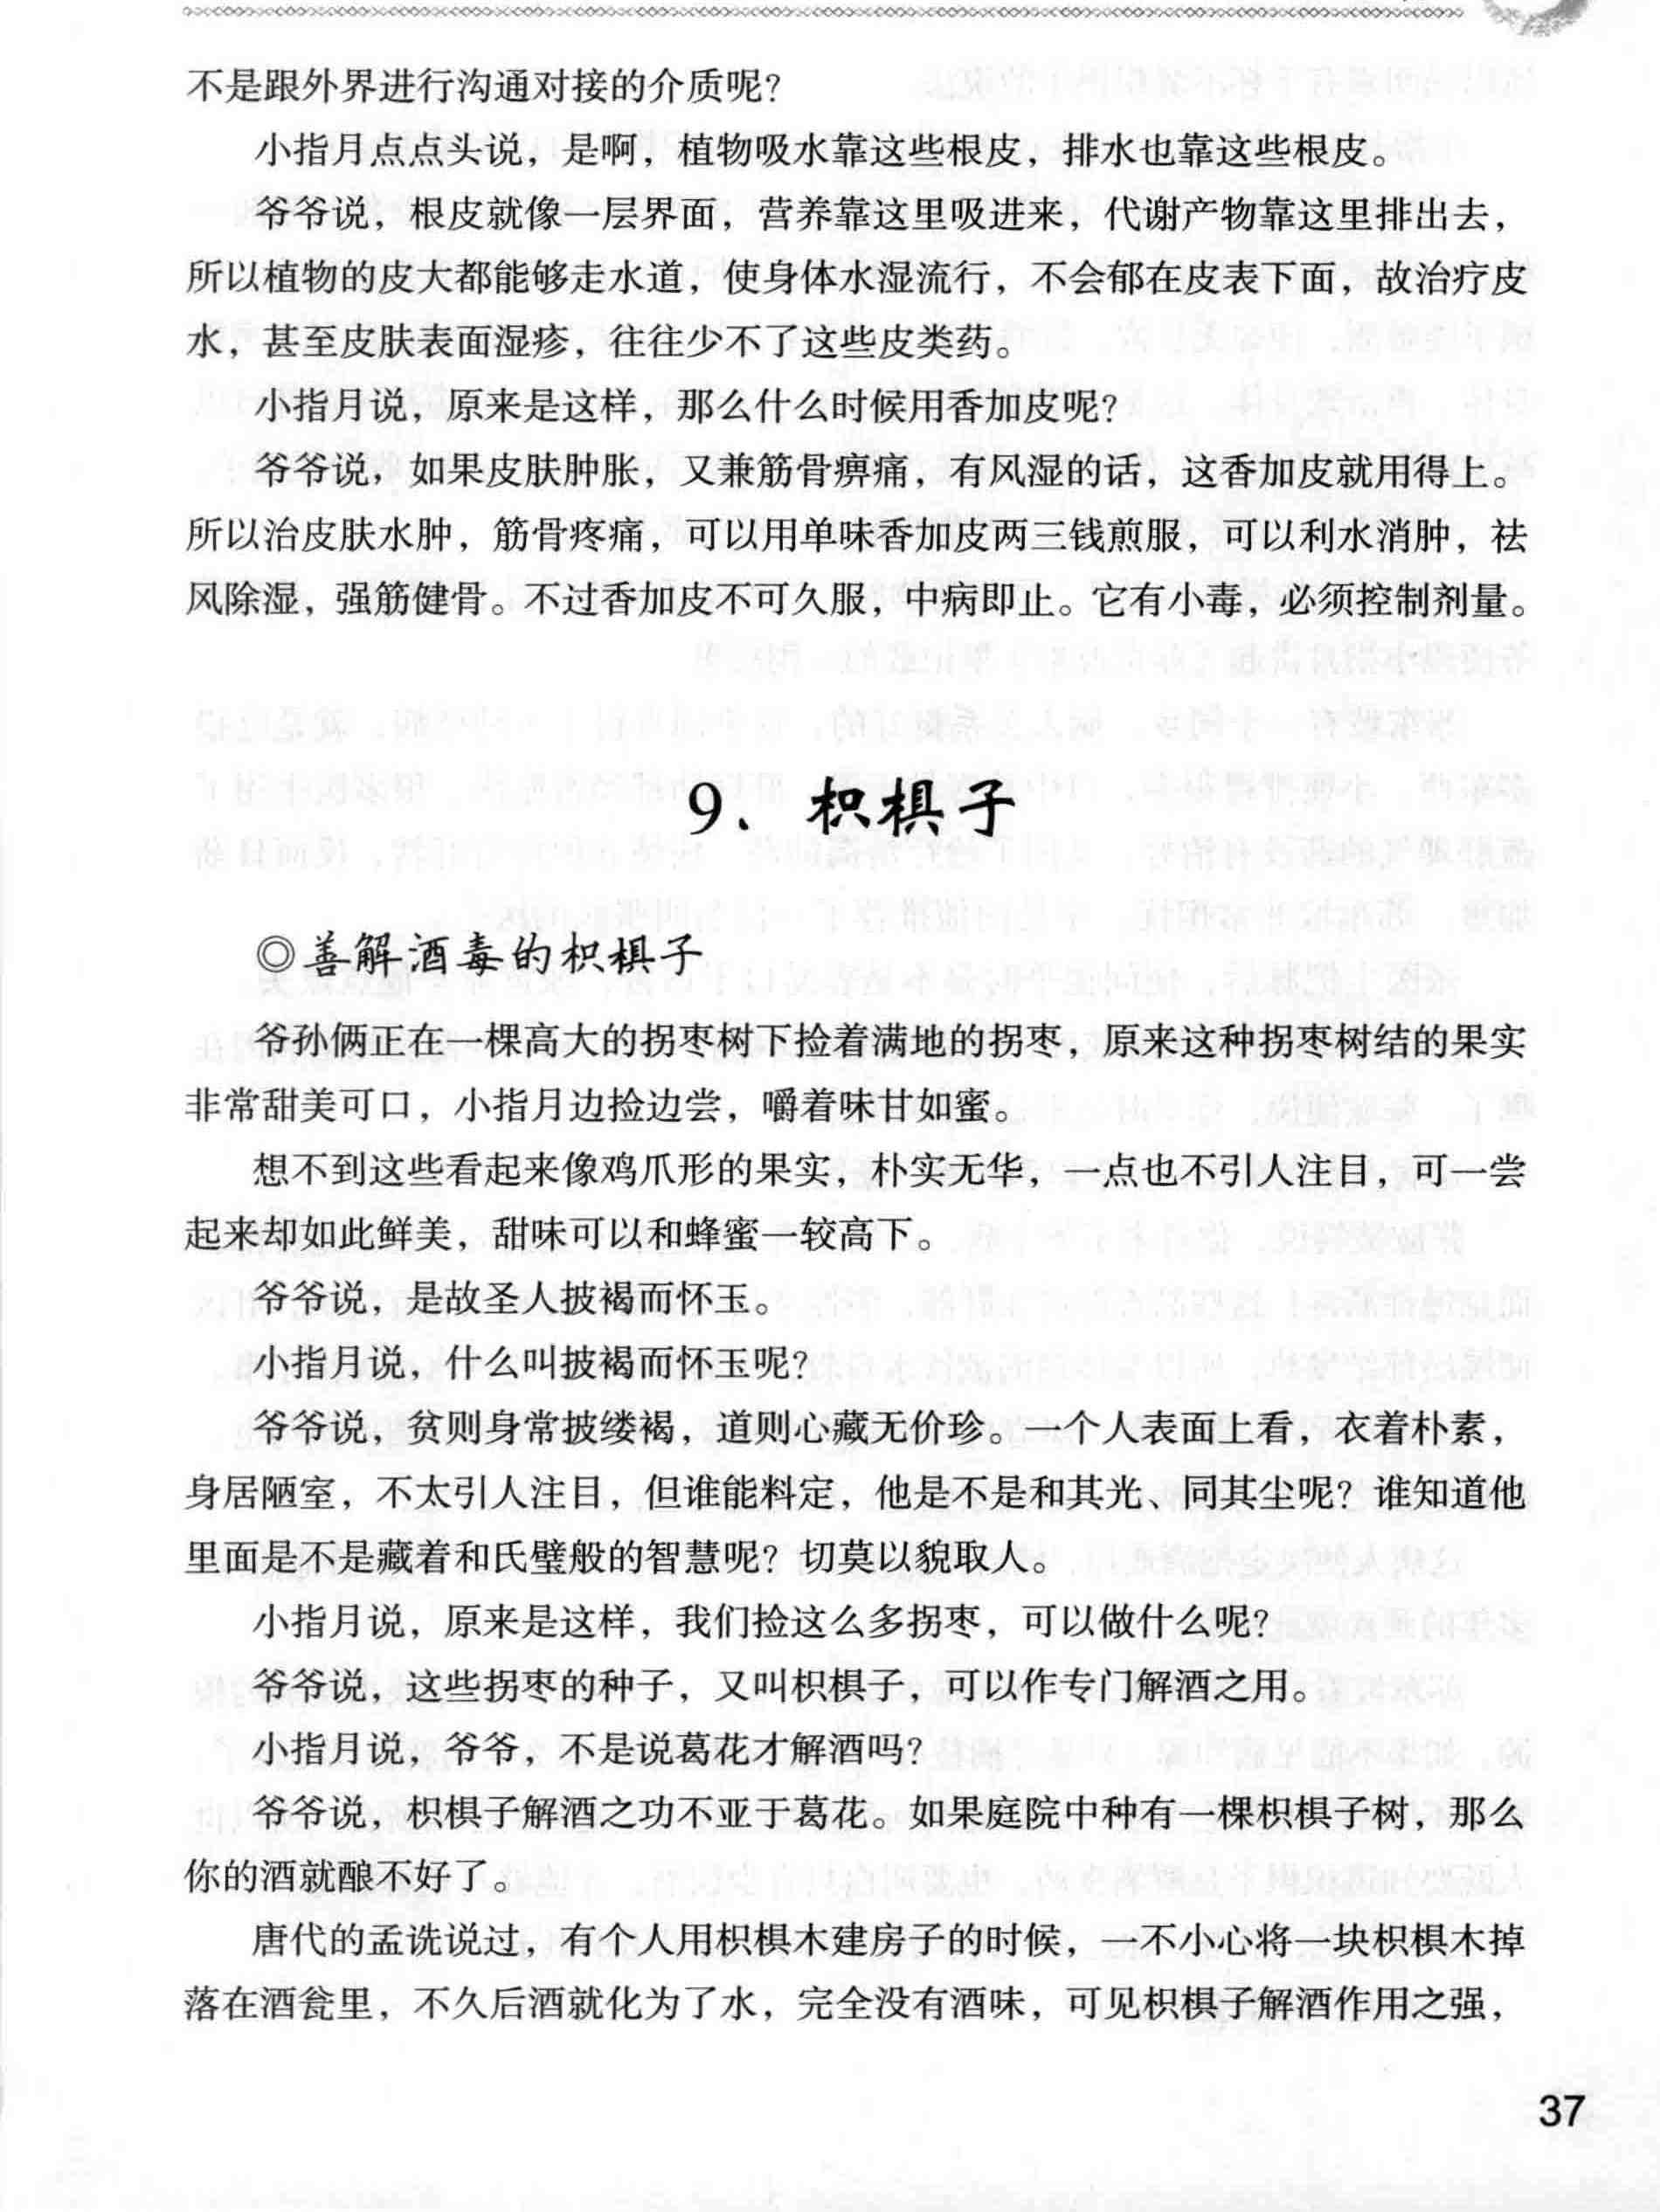 不是跟外界进行沟通对接的介质呢？
小指月点点头说，是啊，植物吸水靠这些根皮，排水也靠这些根皮。
爷爷说，根皮就像一层界面，营养靠这里吸进来，代谢产物靠这里排出去，
所以植物的皮大都能够走水道，使身体水湿流行，不会郁在皮表下面，故治疗皮
水，甚至皮肤表面湿疹，往往少不了这些皮类药。
小指月说，原来是这样，那么什么时候用香加皮呢？
爷爷说，如果皮肤肿胀，又兼筋骨痹痛，有风湿的话，这香加皮就用得上。
所以治皮肤水肿，筋骨疼痛，可以用单味香加皮两三钱煎服，可以利水消肿，祛
风除湿，强筋健骨。不过香加皮不可久服，中病即止。它有小毒，必须控制剂量。
9、枳椇子
◎善解酒毒的枳椇子
爷孙俩正在一棵高大的拐枣树下捡着满地的拐枣，原来这种拐枣树结的果实
非常甜美可口，小指月边捡边尝，嚼着味甘如蜜。
想不到这些看起来像鸡爪形的果实，朴实无华，一点也不引人注目，可一尝
起来却如此鲜美，甜味可以和蜂蜜一较高下。
爷爷说，是故圣人披褐而怀玉。
小指月说，什么叫披褐而怀玉呢？
爷爷说，贫则身常披缕褐，道则心藏无价珍。一个人表面上看，衣着朴素，
身居陋室，不太引人注目，但谁能料定，他是不是和其光、同其尘呢？谁知道他
里面是不是藏着和氏璧般的智慧呢？切莫以貌取人。
小指月说，原来是这样，我们捡这么多拐枣，可以做什么呢？
爷爷说，这些拐枣的种子，又叫枳椇子，可以作专门解酒之用。
小指月说，爷爷，不是说葛花才解酒吗？
爷爷说，枳椇子解酒之功不亚于葛花。如果庭院中种有一棵枳椇子树，那么
你的酒就酿不好了。
唐代的孟诜说过，有个人用枳椇木建房子的时候，一不小心将一块枳椇木掉
落在酒瓮里，不久后酒就化为了水，完全没有酒味，可见枳椇子解酒作用之强，
37